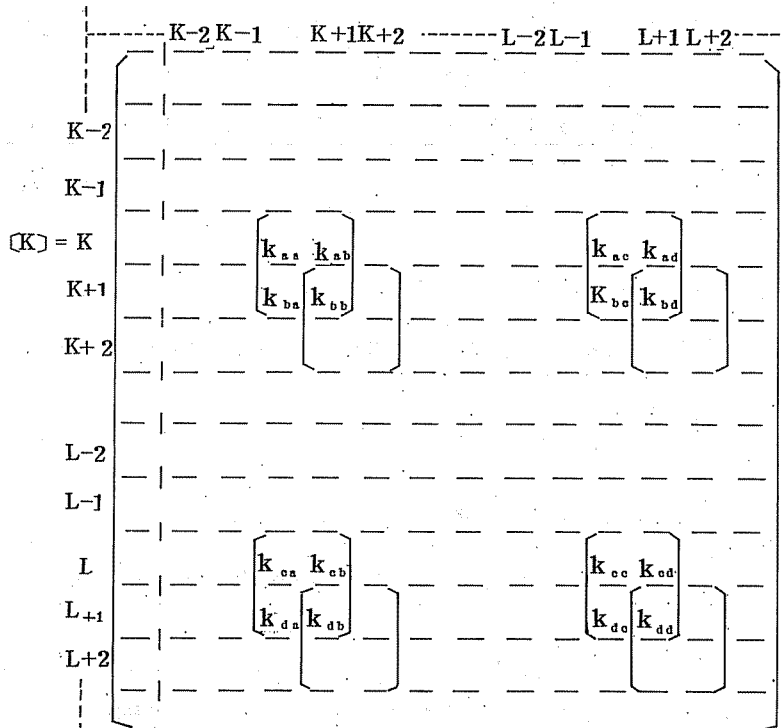 K-2 K-1 K+1 K+2 L-2 L-1 L+1 L+2
K-2
K-1
[K] = K
k_aa k_ab k_ac k_ad
K+1
k_ba k_bb K_bc k_bd
K+2
L-2
L-1
L
k_ca k_cb k_cc k_cd
L+1
k_da k_db k_dc k_dd
L+2